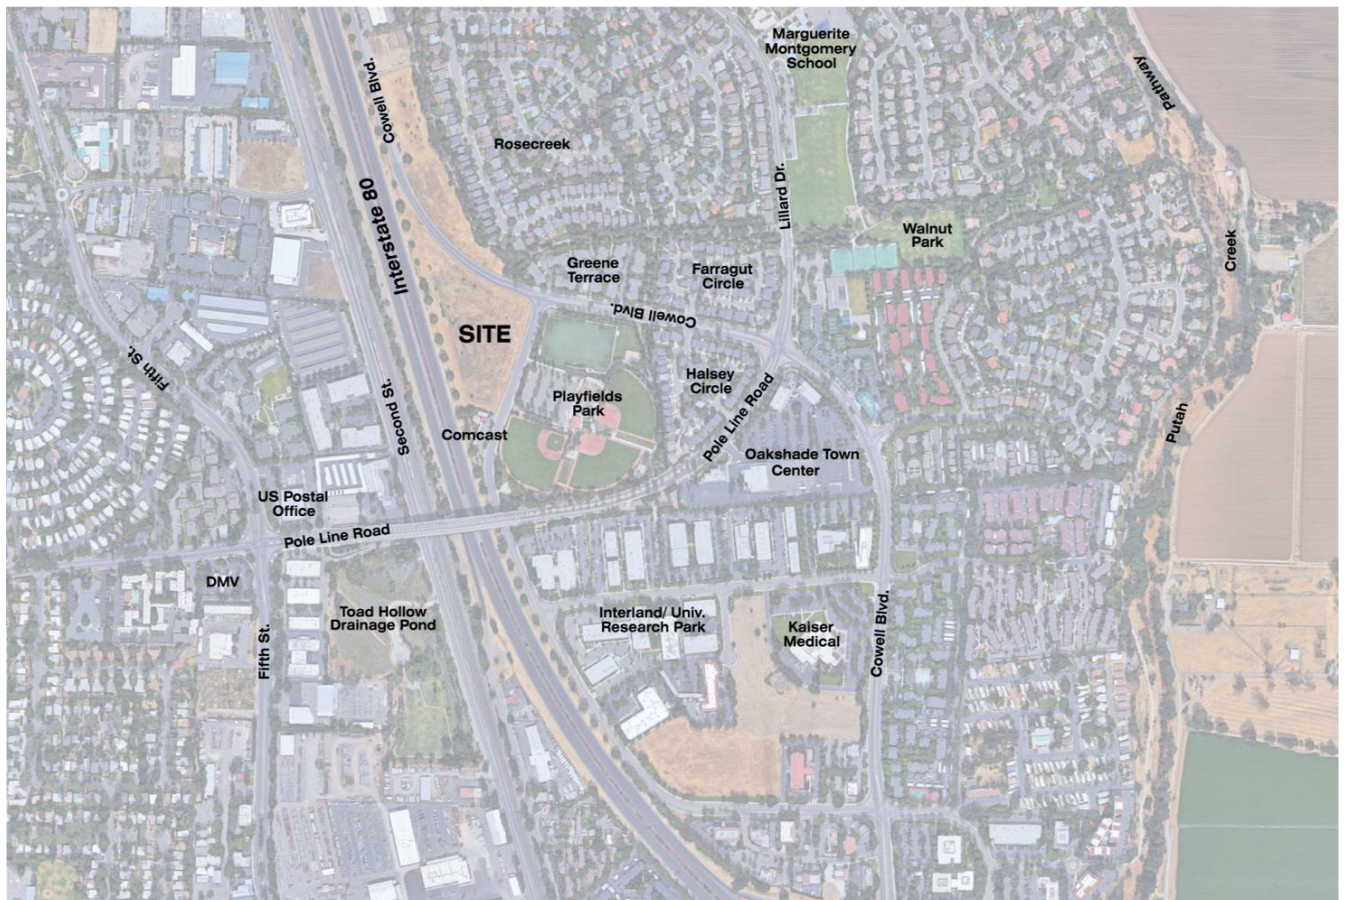 Marguerite
Montgomery
School
Cowell Blvd.
Pathway
Rosecreek
Lillard Dr.
Interstate 80
Walnut
Park
Creek
Greene
Terrace
Farragut
Circle
Cowell Blvd.
SITE
Fifth St.
Halsey
Circle
Playfields
Park
Second St.
Pole Line Road
Putah
Comcast
Oakshade Town
Center
US Postal
Office
Pole Line Road
DMV
Toad Hollow
Drainage Pond
Interland/ Univ.
Research Park
Kaiser
Medical
Cowell Blvd.
Fifth St.